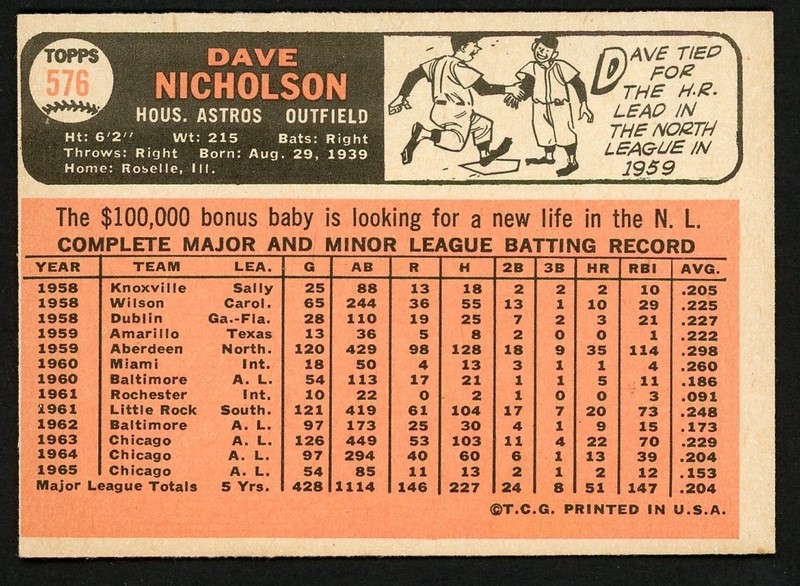 TOPPS
576
DAVE
NICHOLSON
HOUS. ASTROS OUTFIELD
Ht: 6'2" Wt: 215 Bats: Right
Throws: Right Born: Aug. 29, 1939
Home: Roselle, Ill.
DAVE TIED
FOR
THE H.R.
LEAD IN
THE NORTH
LEAGUE IN
1959
The $100,000 bonus baby is looking for a new life in the N. L.
COMPLETE MAJOR AND MINOR LEAGUE BATTING RECORD
YEAR TEAM LEA. G AB R H 2B 3B HR RBI AVG.
1958 Knoxville Sally 25 88 13 18 2 2 2 10 .205
1958 Wilson Carol. 65 244 36 55 13 1 10 29 .225
1958 Dublin Ga.-Fla. 28 110 19 25 7 2 3 21 .227
1959 Amarillo Texas 13 36 5 8 2 0 0 1 .222
1959 Aberdeen North. 120 429 98 128 18 9 35 114 .298
1960 Miami Int. 18 50 4 13 3 1 1 4 .260
1960 Baltimore A. L. 54 113 17 21 1 1 5 11 .186
1961 Rochester Int. 10 22 0 2 1 0 0 3 .091
1961 Little Rock South. 121 419 61 104 17 7 20 73 .248
1962 Baltimore A. L. 97 173 25 30 4 1 9 15 .173
1963 Chicago A. L. 126 449 53 103 11 4 22 70 .229
1964 Chicago A. L. 97 294 40 60 6 1 13 39 .204
1965 Chicago A. L. 54 85 11 13 2 1 2 12 .153
Major League Totals 5 Yrs. 428 1114 146 227 24 8 51 147 .204
©T.C.G. PRINTED IN U.S.A.